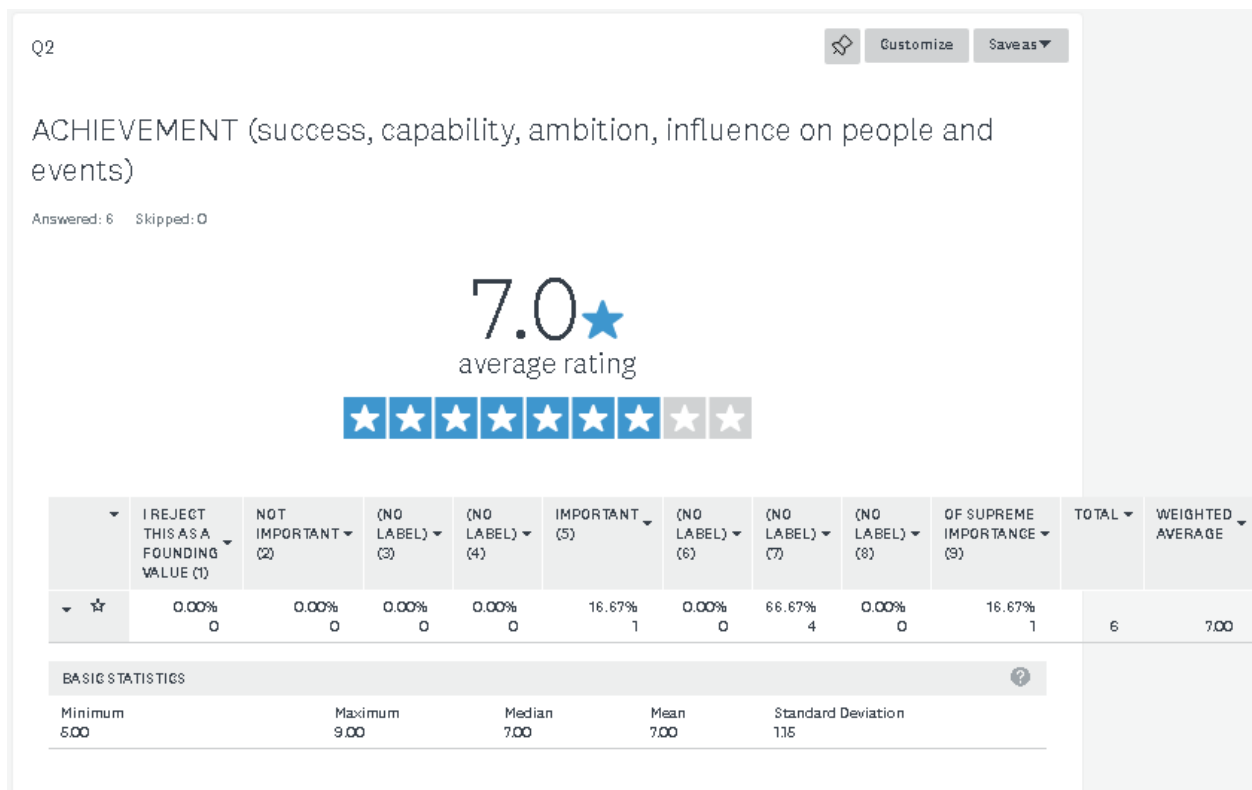 Q2
Customize
Save as
ACHIEVEMENT (success, capability, ambition, influence on people and
events)
Answered: 6 Skipped: 0
7.0
average rating
I REJECT THIS AS A FOUNDING VALUE (1)
NOT IMPORTANT (2)
(NO LABEL) (3)
(NO LABEL) (4)
IMPORTANT (5)
(NO LABEL) (6)
(NO LABEL) (7)
(NO LABEL) (8)
OF SUPREME IMPORTANCE (9)
TOTAL
WEIGHTED AVERAGE
0.00% 0.00% 0.00% 0.00% 16.67% 0.00% 66.67% 0.00% 16.67%
0 0 0 0 1 0 4 0 1 6 7.00
BASIC STATISTICS
Minimum Maximum Median Mean Standard Deviation
5.00 9.00 7.00 7.00 1.15